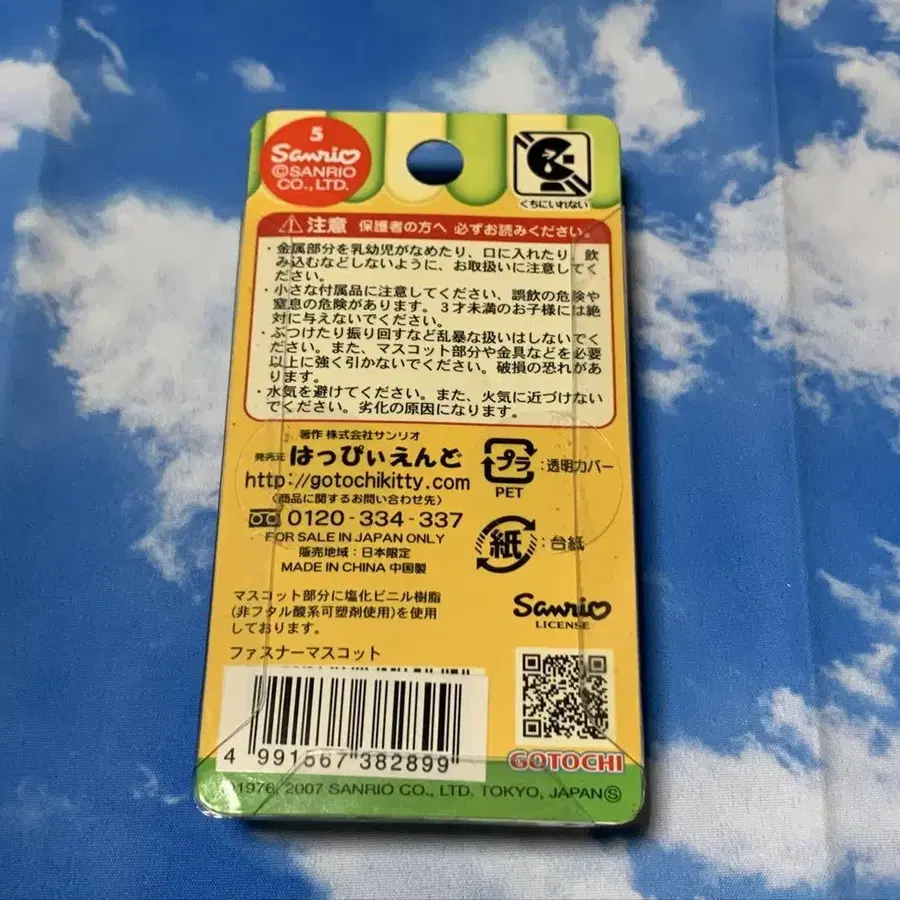 5
Sanrio
©SANRIO
CO., LTD.
くちにいれない
注意 保護者の方へ 必ずお読みください。
・金属部分を乳幼児がなめたり、口に入れたり、飲
み込むなどしないように、お取扱いに注意してく
ださい。
・小さな付属品に注意してください、誤飲の危険や
窒息の危険があります。3才未満のお子様には絶
対に与えないでください。
・ぶつけたり振り回すなど乱暴な扱いはしないでく
ださい。また、マスコット部分や金具などを必要
以上に強く引かないでください。破損の恐れがあ
ります。
・水気を避けてください。また、火気に近づけない
でください。劣化の原因になります。
著作 株式会社サンリオ
発売元 はっぴぃえんど
http://gotochikitty.com
〈商品に関するお問い合わせ先〉
0120-334-337
FOR SALE IN JAPAN ONLY
販売地域:日本限定
MADE IN CHINA 中国製
プラ :透明カバー
PET
紙 :台紙
マスコット部分に塩化ビニル樹脂
(非フタル酸系可塑剤使用)を使用
しております。
ファスナーマスコット
Sanrio
LICENSE
4 991567 382899
GOTOCHI
1976, 2007 SANRIO CO., LTD. TOKYO, JAPAN Ⓢ